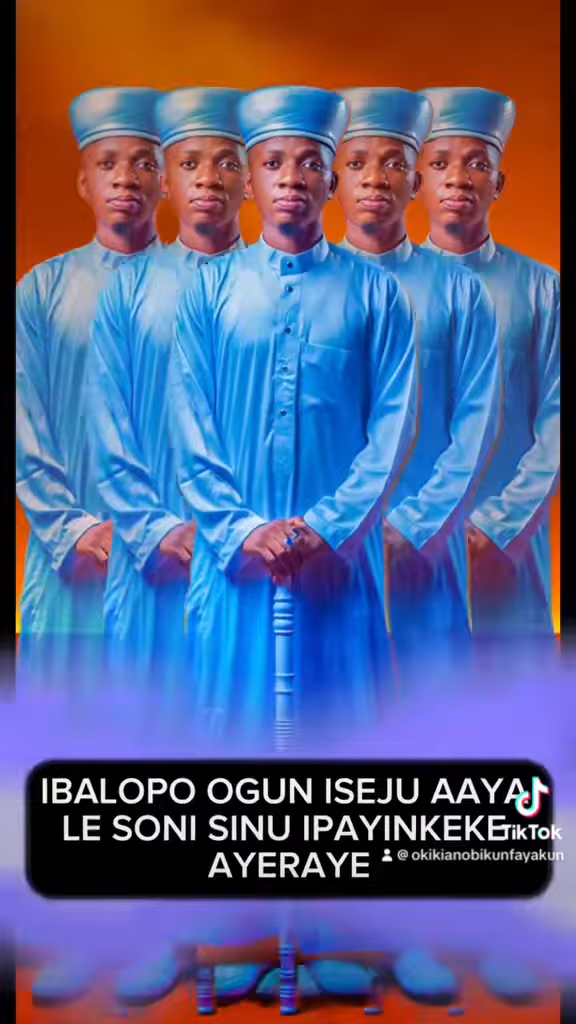 IBALOPO OGUN ISEJU AAYA
LE SONI SINU IPAYINKEKE
AYERAYE
TikTok
@okikianobikunfayakun